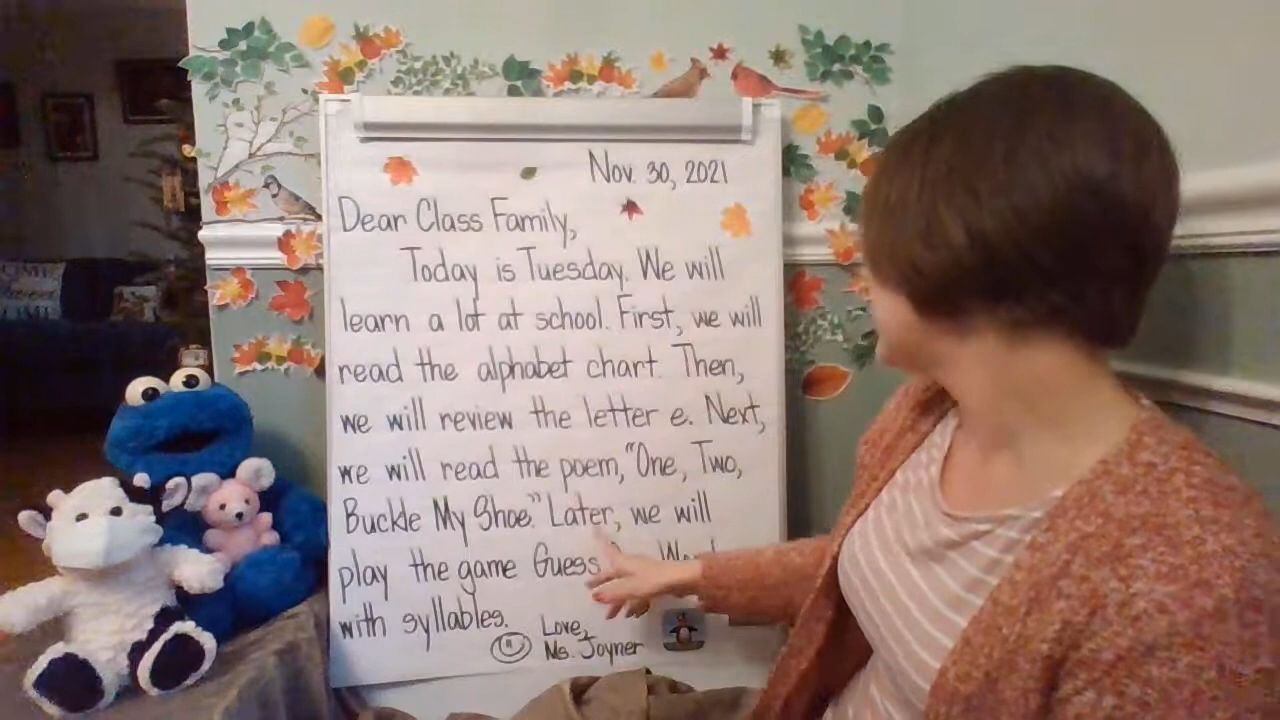 Nov. 30, 2021
Dear Class Family,
Today is Tuesday. We will
learn a lot at school. First, we will
read the alphabet chart. Then,
we will review the letter e. Next,
we will read the poem, "One, Two,
Buckle My Shoe." Later, we will
play the game Guess
with syllables.
Love,
Ms. Joyner